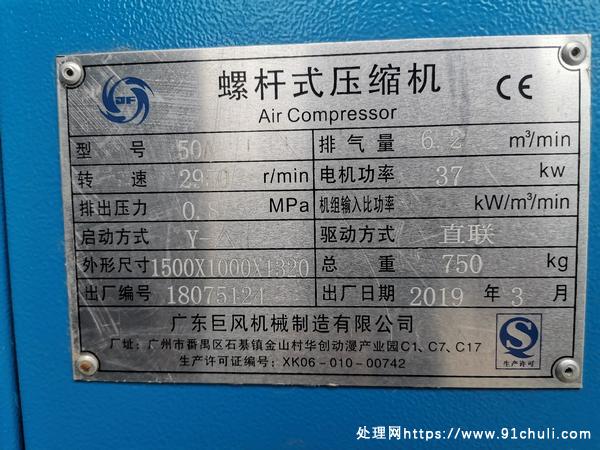 JF
螺杆式压缩机
CE
Air Compressor
型 号 排气量 6.2 m³/min
转 速 r/min 电机功率 37 kw
排出压力 MPa 机组输入比功率 kW/m³/min
启动方式 驱动方式 直联
外形尺寸 1500X1000X1320 总 重 750 kg
出厂编号 出厂日期 2019 年 3 月
广东巨风机械制造有限公司
厂址：广州市番禺区石碁镇金山村华创动漫产业园C1、C7、C17
生产许可证编号：XK06-010-00742
生产许可
处理网https://www.91chuli.com/